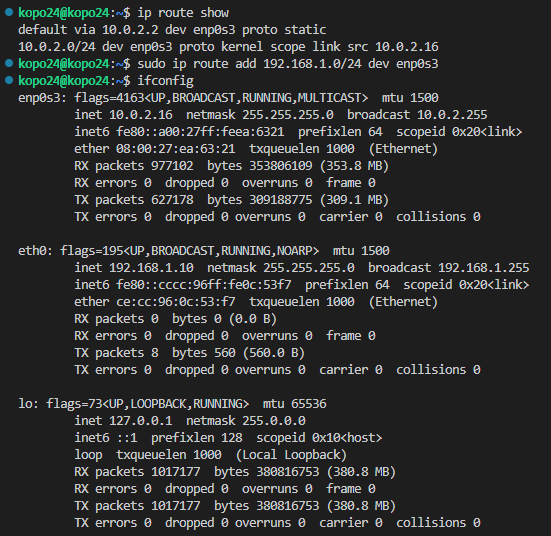 kopo24@kopo24:~$ ip route show
default via 10.0.2.2 dev enp0s3 proto static
10.0.2.0/24 dev enp0s3 proto kernel scope link src 10.0.2.16
kopo24@kopo24:~$ sudo ip route add 192.168.1.0/24 dev enp0s3
kopo24@kopo24:~$ ifconfig
enp0s3: flags=4163<UP,BROADCAST,RUNNING,MULTICAST>  mtu 1500
        inet 10.0.2.16  netmask 255.255.255.0  broadcast 10.0.2.255
        inet6 fe80::a00:27ff:feea:6321  prefixlen 64  scopeid 0x20<link>
        ether 08:00:27:ea:63:21  txqueuelen 1000  (Ethernet)
        RX packets 977102  bytes 353806109 (353.8 MB)
        RX errors 0  dropped 0  overruns 0  frame 0
        TX packets 627178  bytes 309188775 (309.1 MB)
        TX errors 0  dropped 0 overruns 0  carrier 0  collisions 0

eth0: flags=195<UP,BROADCAST,RUNNING,NOARP>  mtu 1500
        inet 192.168.1.10  netmask 255.255.255.0  broadcast 192.168.1.255
        inet6 fe80::cccc:96ff:fe0c:53f7  prefixlen 64  scopeid 0x20<link>
        ether ce:cc:96:0c:53:f7  txqueuelen 1000  (Ethernet)
        RX packets 0  bytes 0 (0.0 B)
        RX errors 0  dropped 0  overruns 0  frame 0
        TX packets 8  bytes 560 (560.0 B)
        TX errors 0  dropped 0 overruns 0  carrier 0  collisions 0

lo: flags=73<UP,LOOPBACK,RUNNING>  mtu 65536
        inet 127.0.0.1  netmask 255.0.0.0
        inet6 ::1  prefixlen 128  scopeid 0x10<host>
        loop  txqueuelen 1000  (Local Loopback)
        RX packets 1017177  bytes 380816753 (380.8 MB)
        RX errors 0  dropped 0  overruns 0  frame 0
        TX packets 1017177  bytes 380816753 (380.8 MB)
        TX errors 0  dropped 0 overruns 0  carrier 0  collisions 0